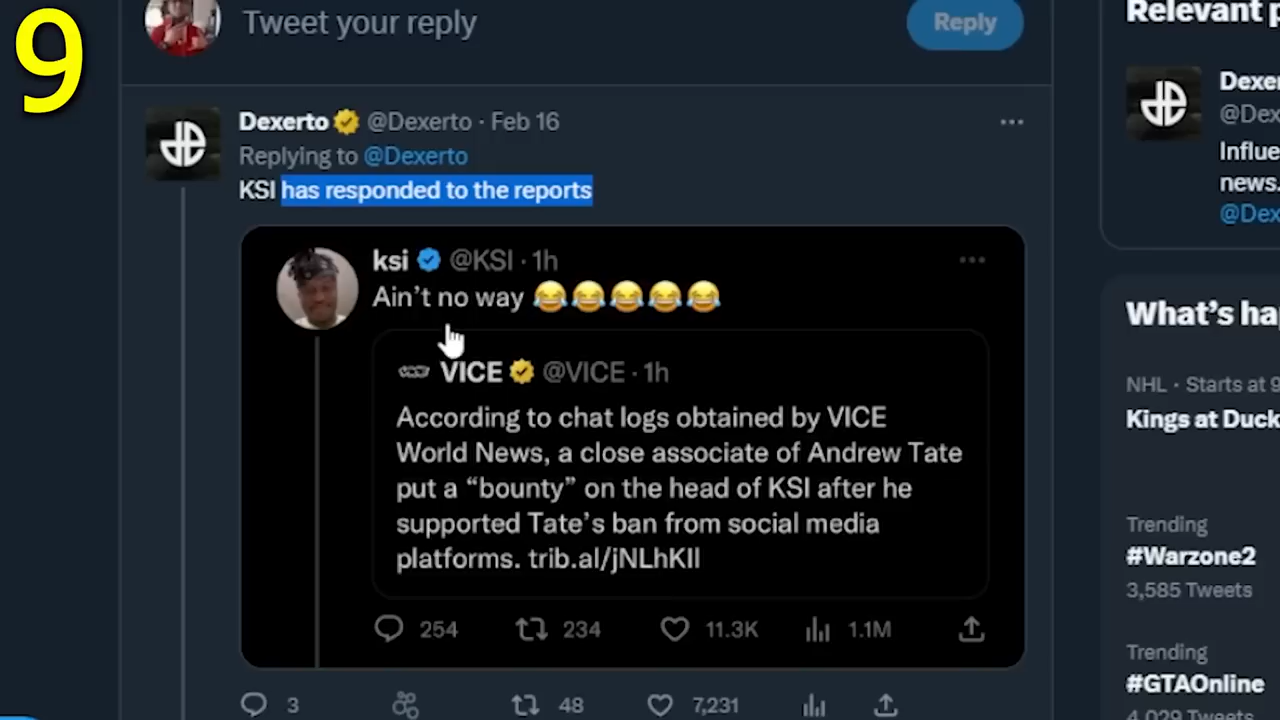 9
Tweet your reply
Reply
Relevant p
Dexerto @Dexerto · Feb 16
Replying to @Dexerto
KSI has responded to the reports
ksi @KSI · 1h
Ain't no way 😂😂😂😂😂
VICE @VICE · 1h
According to chat logs obtained by VICE
World News, a close associate of Andrew Tate
put a “bounty” on the head of KSI after he
supported Tate's ban from social media
platforms. trib.al/jNLhKIl
254 234 11.3K 1.1M
3 48 7,231
Dexer
@Dex
Influe
news.
@Dex
What's ha
NHL · Starts at 9
Kings at Duck
Trending
#Warzone2
3,585 Tweets
Trending
#GTAOnline
4,029 Tweets